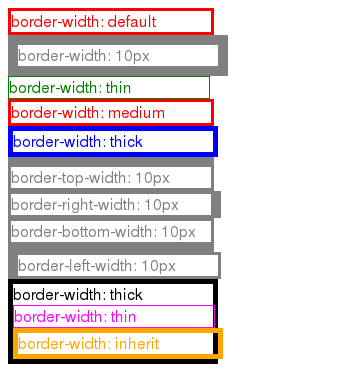 border-width: default
border-width: 10px
border-width: thin
border-width: medium
border-width: thick
border-top-width: 10px
border-right-width: 10px
border-bottom-width: 10px
border-left-width: 10px
border-width: thick
border-width: thin
border-width: inherit